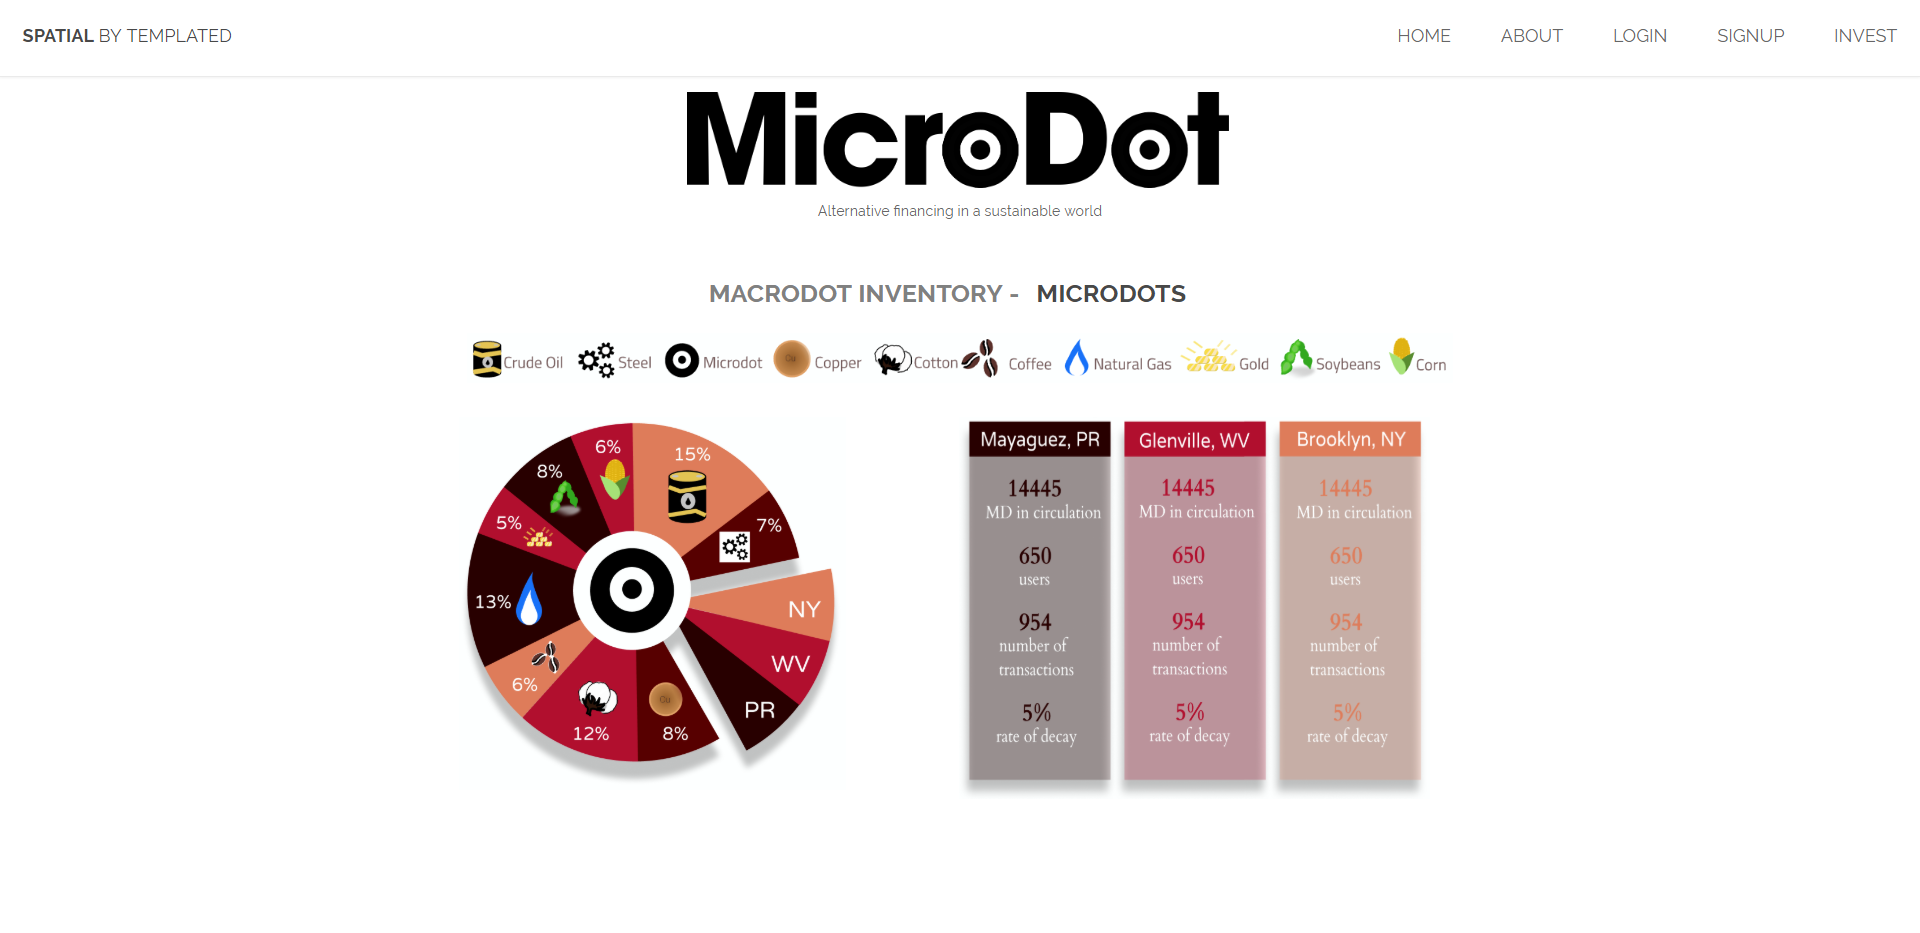 SPATIAL BY TEMPLATED
HOME ABOUT LOGIN SIGNUP INVEST
MicroDot
Alternative financing in a sustainable world
MACRODOT INVENTORY - MICRODOTS
Crude Oil Steel Microdot Cu Copper Cotton Coffee Natural Gas Gold Soybeans Corn
6%
15%
8%
7%
5%
13%
NY
WV
6%
Cu
PR
12%
8%
Mayaguez, PR
14445
MD in circulation
650
users
954
number of
transactions
5%
rate of decay
Glenville, WV
14445
MD in circulation
650
users
954
number of
transactions
5%
rate of decay
Brooklyn, NY
14445
MD in circulation
650
users
954
number of
transactions
5%
rate of decay